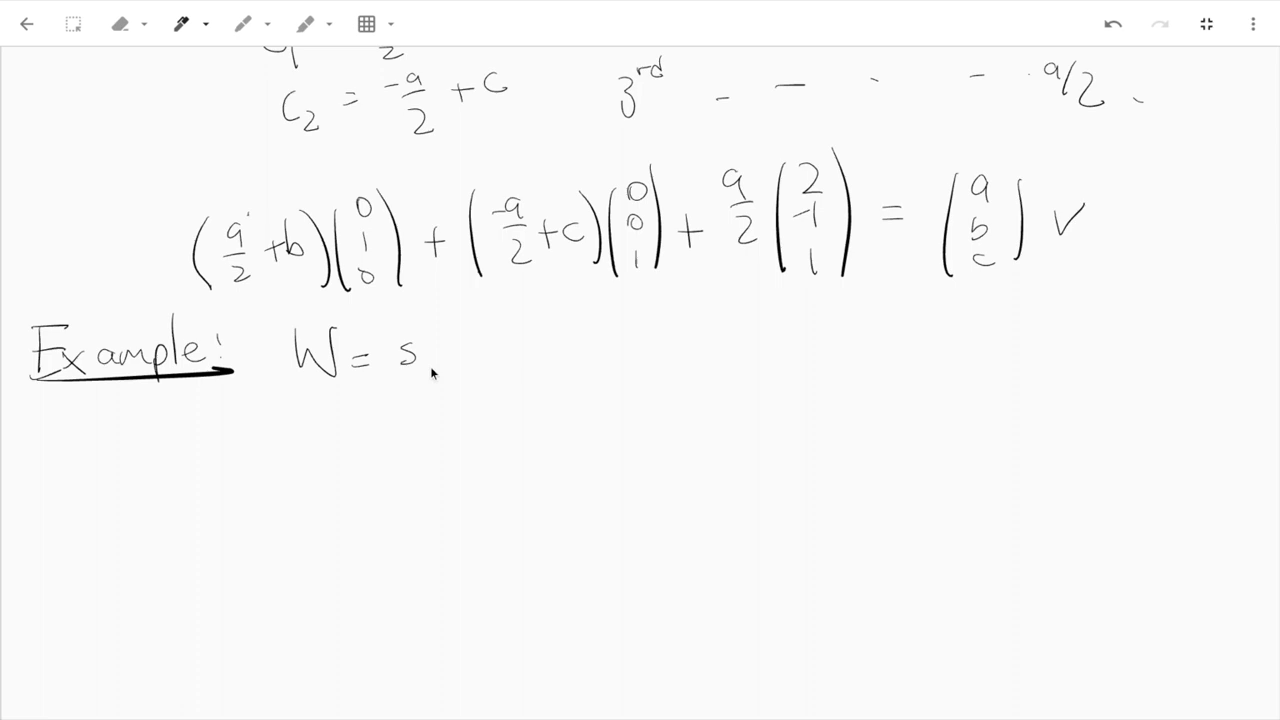 C₂ = -a/2 + c 3rd - - . - . a/2 .
(a/2 + b) (0 1 0) + (-a/2 + c) (0 0 1) + a/2 (2 -1 1) = (a b c) ✓
Example: W = s